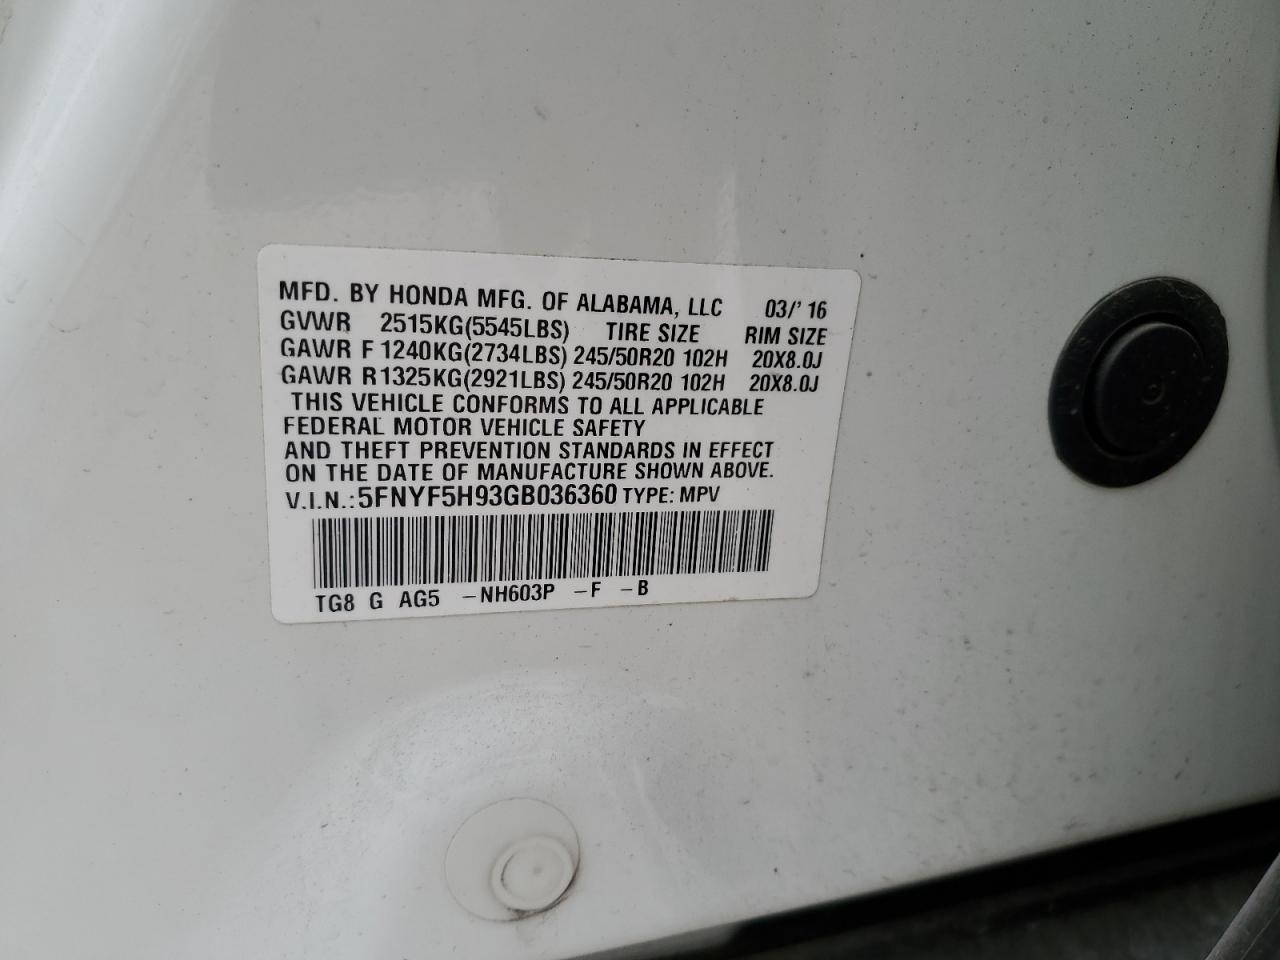 MFD. BY HONDA MFG. OF ALABAMA, LLC 03/' 16
GVWR 2515KG(5545LBS) TIRE SIZE RIM SIZE
GAWR F 1240KG(2734LBS) 245/50R20 102H 20X8.0J
GAWR R1325KG(2921LBS) 245/50R20 102H 20X8.0J
THIS VEHICLE CONFORMS TO ALL APPLICABLE
FEDERAL MOTOR VEHICLE SAFETY
AND THEFT PREVENTION STANDARDS IN EFFECT
ON THE DATE OF MANUFACTURE SHOWN ABOVE.
V.I.N.:5FNYF5H93GB036360 TYPE: MPV
TG8 G AG5 -NH603P -F -B